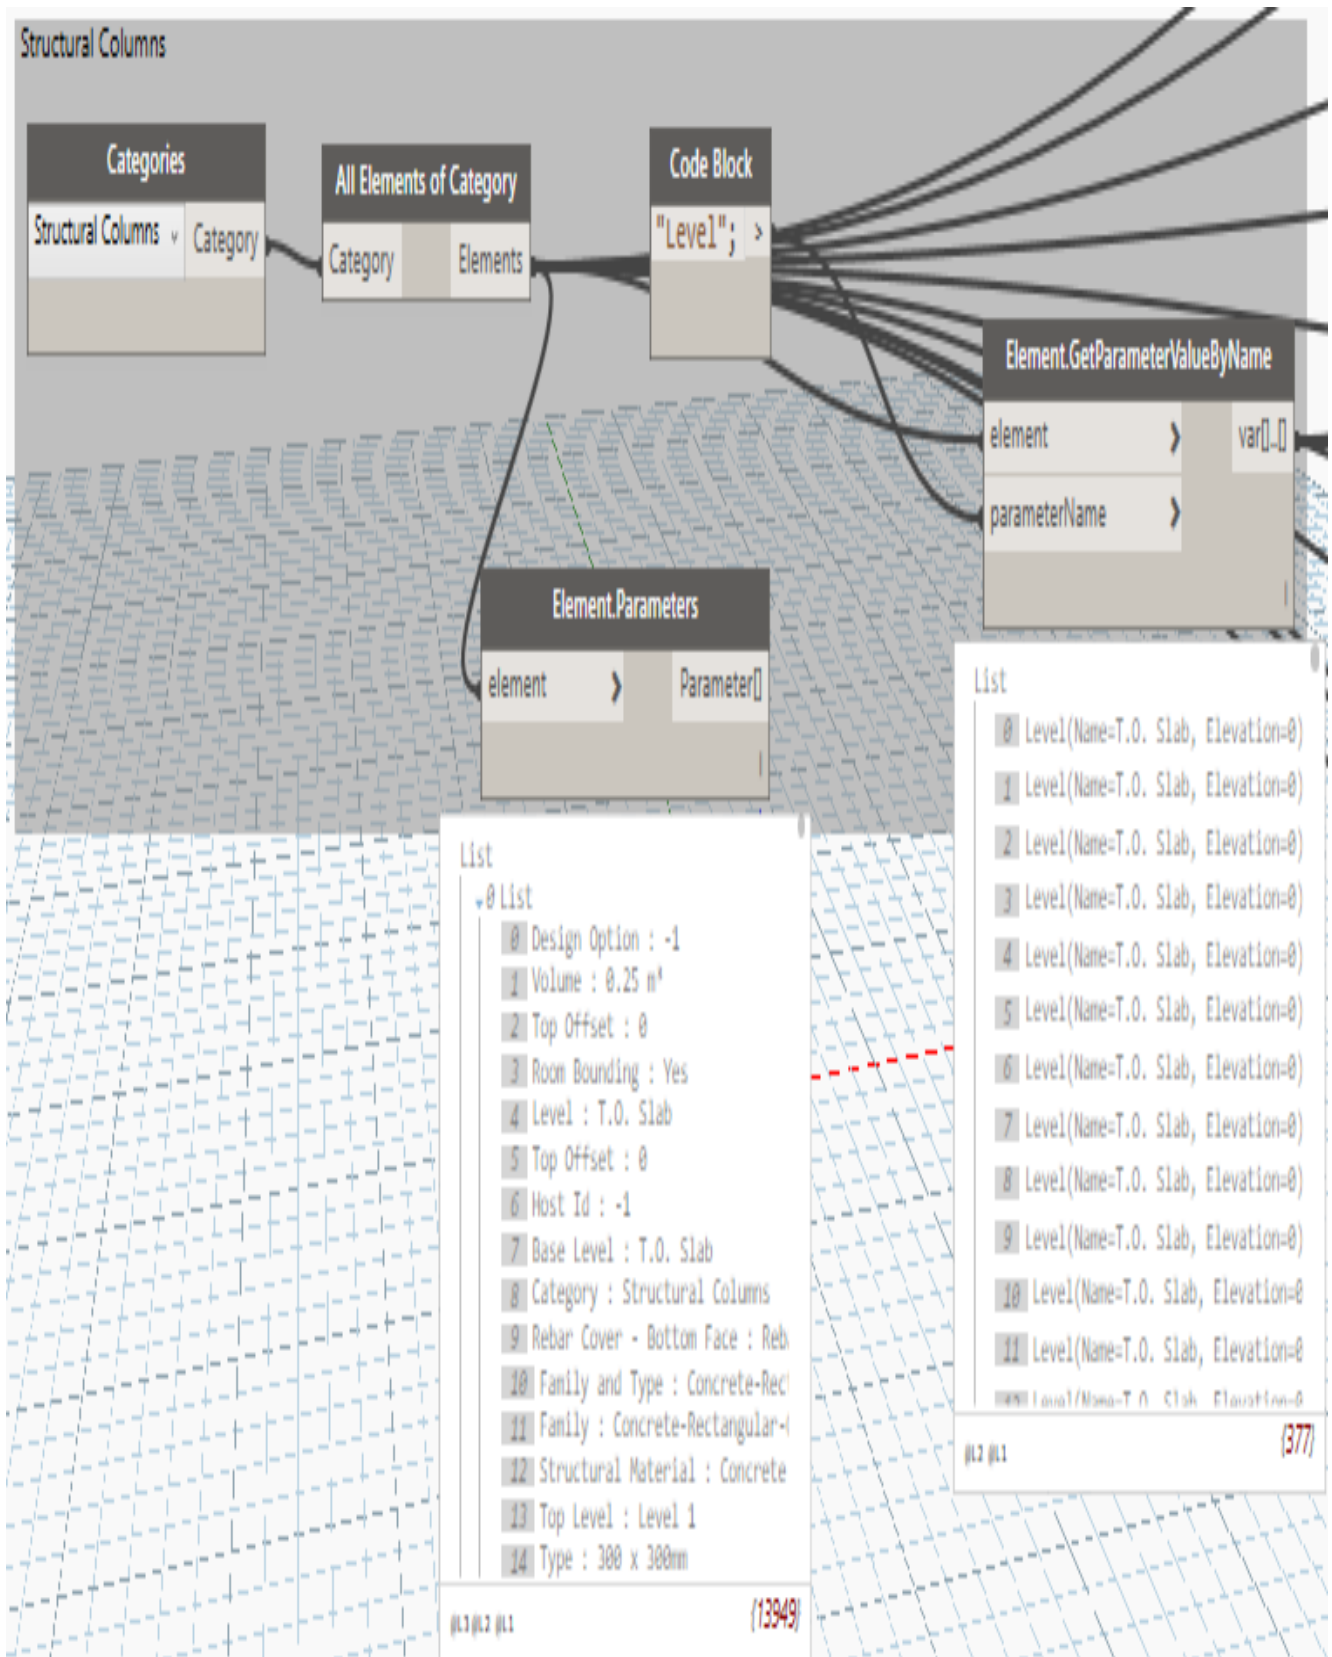 Structural Columns
Categories
Structural Columns
Category
All Elements of Category
Category
Elements
Code Block
"Level";
>
Element.GetParameterValueByName
element
var[]..[]
parameterName
Element.Parameters
element
Parameter[]
List
0 List
0 Design Option : -1
1 Volume : 0.25 m³
2 Top Offset : 0
3 Room Bounding : Yes
4 Level : T.O. Slab
5 Top Offset : 0
6 Host Id : -1
7 Base Level : T.O. Slab
8 Category : Structural Columns
9 Rebar Cover - Bottom Face : Reb
10 Family and Type : Concrete-Rec
11 Family : Concrete-Rectangular-
12 Structural Material : Concrete
13 Top Level : Level 1
14 Type : 300 x 300mm
@L3 @L2 @L1
{13949}
List
0 Level(Name=T.O. Slab, Elevation=0)
1 Level(Name=T.O. Slab, Elevation=0)
2 Level(Name=T.O. Slab, Elevation=0)
3 Level(Name=T.O. Slab, Elevation=0)
4 Level(Name=T.O. Slab, Elevation=0)
5 Level(Name=T.O. Slab, Elevation=0)
6 Level(Name=T.O. Slab, Elevation=0)
7 Level(Name=T.O. Slab, Elevation=0)
8 Level(Name=T.O. Slab, Elevation=0)
9 Level(Name=T.O. Slab, Elevation=0)
10 Level(Name=T.O. Slab, Elevation=0
11 Level(Name=T.O. Slab, Elevation=0
12 Level(Name=T.O. Slab, Elevation=0
@L2 @L1
{377}